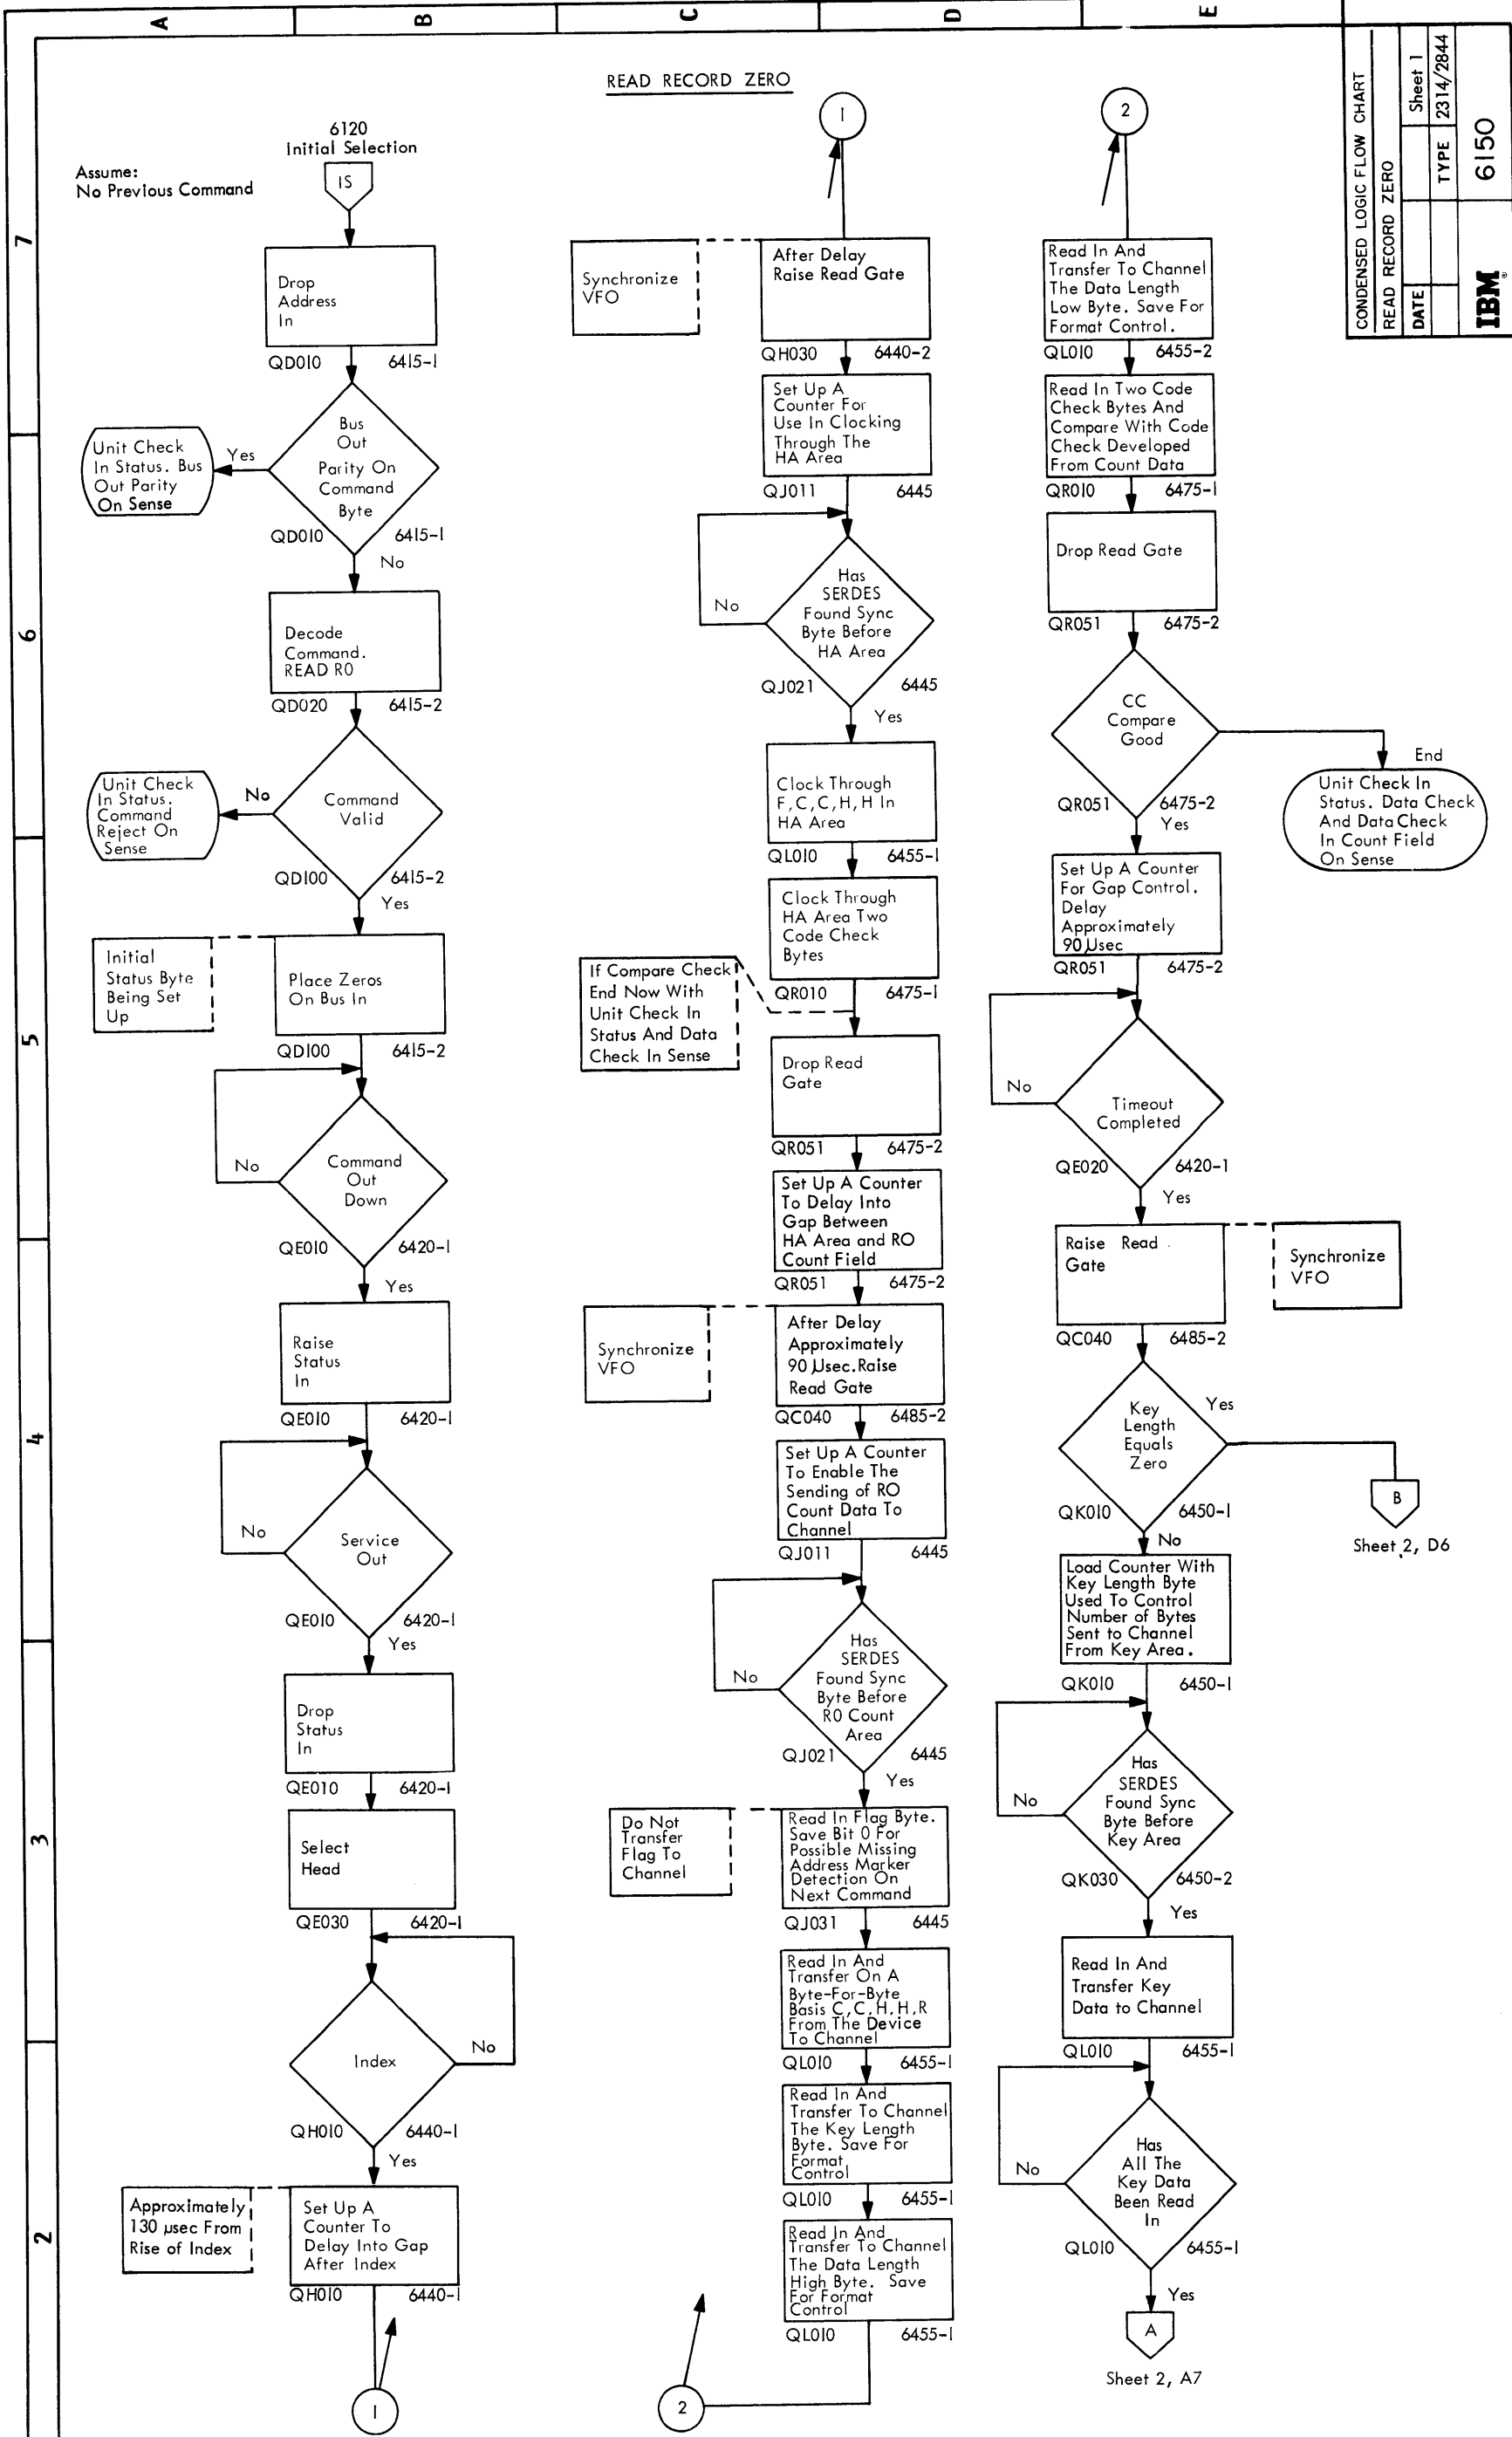 A
B
C
D
E
7
6
5
4
3
2
CONDENSED LOGIC FLOW CHART
READ RECORD ZERO
DATE
Sheet 1
TYPE
2314/2844
IBM
6150
READ RECORD ZERO
Assume:
No Previous Command
6120
Initial Selection
IS
Drop
Address
In
QD010 6415-1
Bus
Out
Parity On
Command
Byte
Yes
Unit Check
In Status. Bus
Out Parity
On Sense
QD010 6415-1
No
Decode
Command.
READ R0
QD020 6415-2
Command
Valid
No
Unit Check
In Status.
Command
Reject On
Sense
QD100 6415-2
Yes
Initial
Status Byte
Being Set
Up
Place Zeros
On Bus In
QD100 6415-2
Command
Out
Down
No
QE010 6420-1
Yes
Raise
Status
In
QE010 6420-1
Service
Out
No
QE010 6420-1
Yes
Drop
Status
In
QE010 6420-1
Select
Head
QE030 6420-1
Index
No
QH010 6440-1
Yes
Approximately
130 µsec From
Rise of Index
Set Up A
Counter To
Delay Into Gap
After Index
QH010 6440-1
1
1
Synchronize
VFO
After Delay
Raise Read Gate
QH030 6440-2
Set Up A
Counter For
Use In Clocking
Through The
HA Area
QJ011 6445
Has
SERDES
Found Sync
Byte Before
HA Area
No
QJ021 6445
Yes
Clock Through
F,C,C,H,H In
HA Area
QL010 6455-1
Clock Through
HA Area Two
Code Check
Bytes
QR010 6475-1
If Compare Check
End Now With
Unit Check In
Status And Data
Check In Sense
Drop Read
Gate
QR051 6475-2
Set Up A Counter
To Delay Into
Gap Between
HA Area and R0
Count Field
QR051 6475-2
Synchronize
VFO
After Delay
Approximately
90 µsec. Raise
Read Gate
QC040 6485-2
Set Up A Counter
To Enable The
Sending of R0
Count Data To
Channel
QJ011 6445
Has
SERDES
Found Sync
Byte Before
R0 Count
Area
No
QJ021 6445
Yes
Do Not
Transfer
Flag To
Channel
Read In Flag Byte.
Save Bit 0 For
Possible Missing
Address Marker
Detection On
Next Command
QJ031 6445
Read In And
Transfer On A
Byte-For-Byte
Basis C,C,H,H,R
From The Device
To Channel
QL010 6455-1
Read In And
Transfer To Channel
The Key Length
Byte. Save For
Format
Control
QL010 6455-1
Read In And
Transfer To Channel
The Data Length
High Byte. Save
For Format
Control
QL010 6455-1
2
2
Read In And
Transfer To Channel
The Data Length
Low Byte. Save For
Format Control.
QL010 6455-2
Read In Two Code
Check Bytes And
Compare With Code
Check Developed
From Count Data
QR010 6475-1
Drop Read Gate
QR051 6475-2
CC
Compare
Good
End
Unit Check In
Status. Data Check
And Data Check
In Count Field
On Sense
QR051 6475-2
Yes
Set Up A Counter
For Gap Control.
Delay
Approximately
90 µsec
QR051 6475-2
No
Timeout
Completed
QE020 6420-1
Yes
Raise Read
Gate
Synchronize
VFO
QC040 6485-2
Key
Length
Equals
Zero
Yes
B
Sheet 2, D6
QK010 6450-1
No
Load Counter With
Key Length Byte
Used To Control
Number of Bytes
Sent to Channel
From Key Area.
QK010 6450-1
Has
SERDES
Found Sync
Byte Before
Key Area
No
QK030 6450-2
Yes
Read In And
Transfer Key
Data to Channel
QL010 6455-1
Has
All The
Key Data
Been Read
In
No
QL010 6455-1
Yes
A
Sheet 2, A7